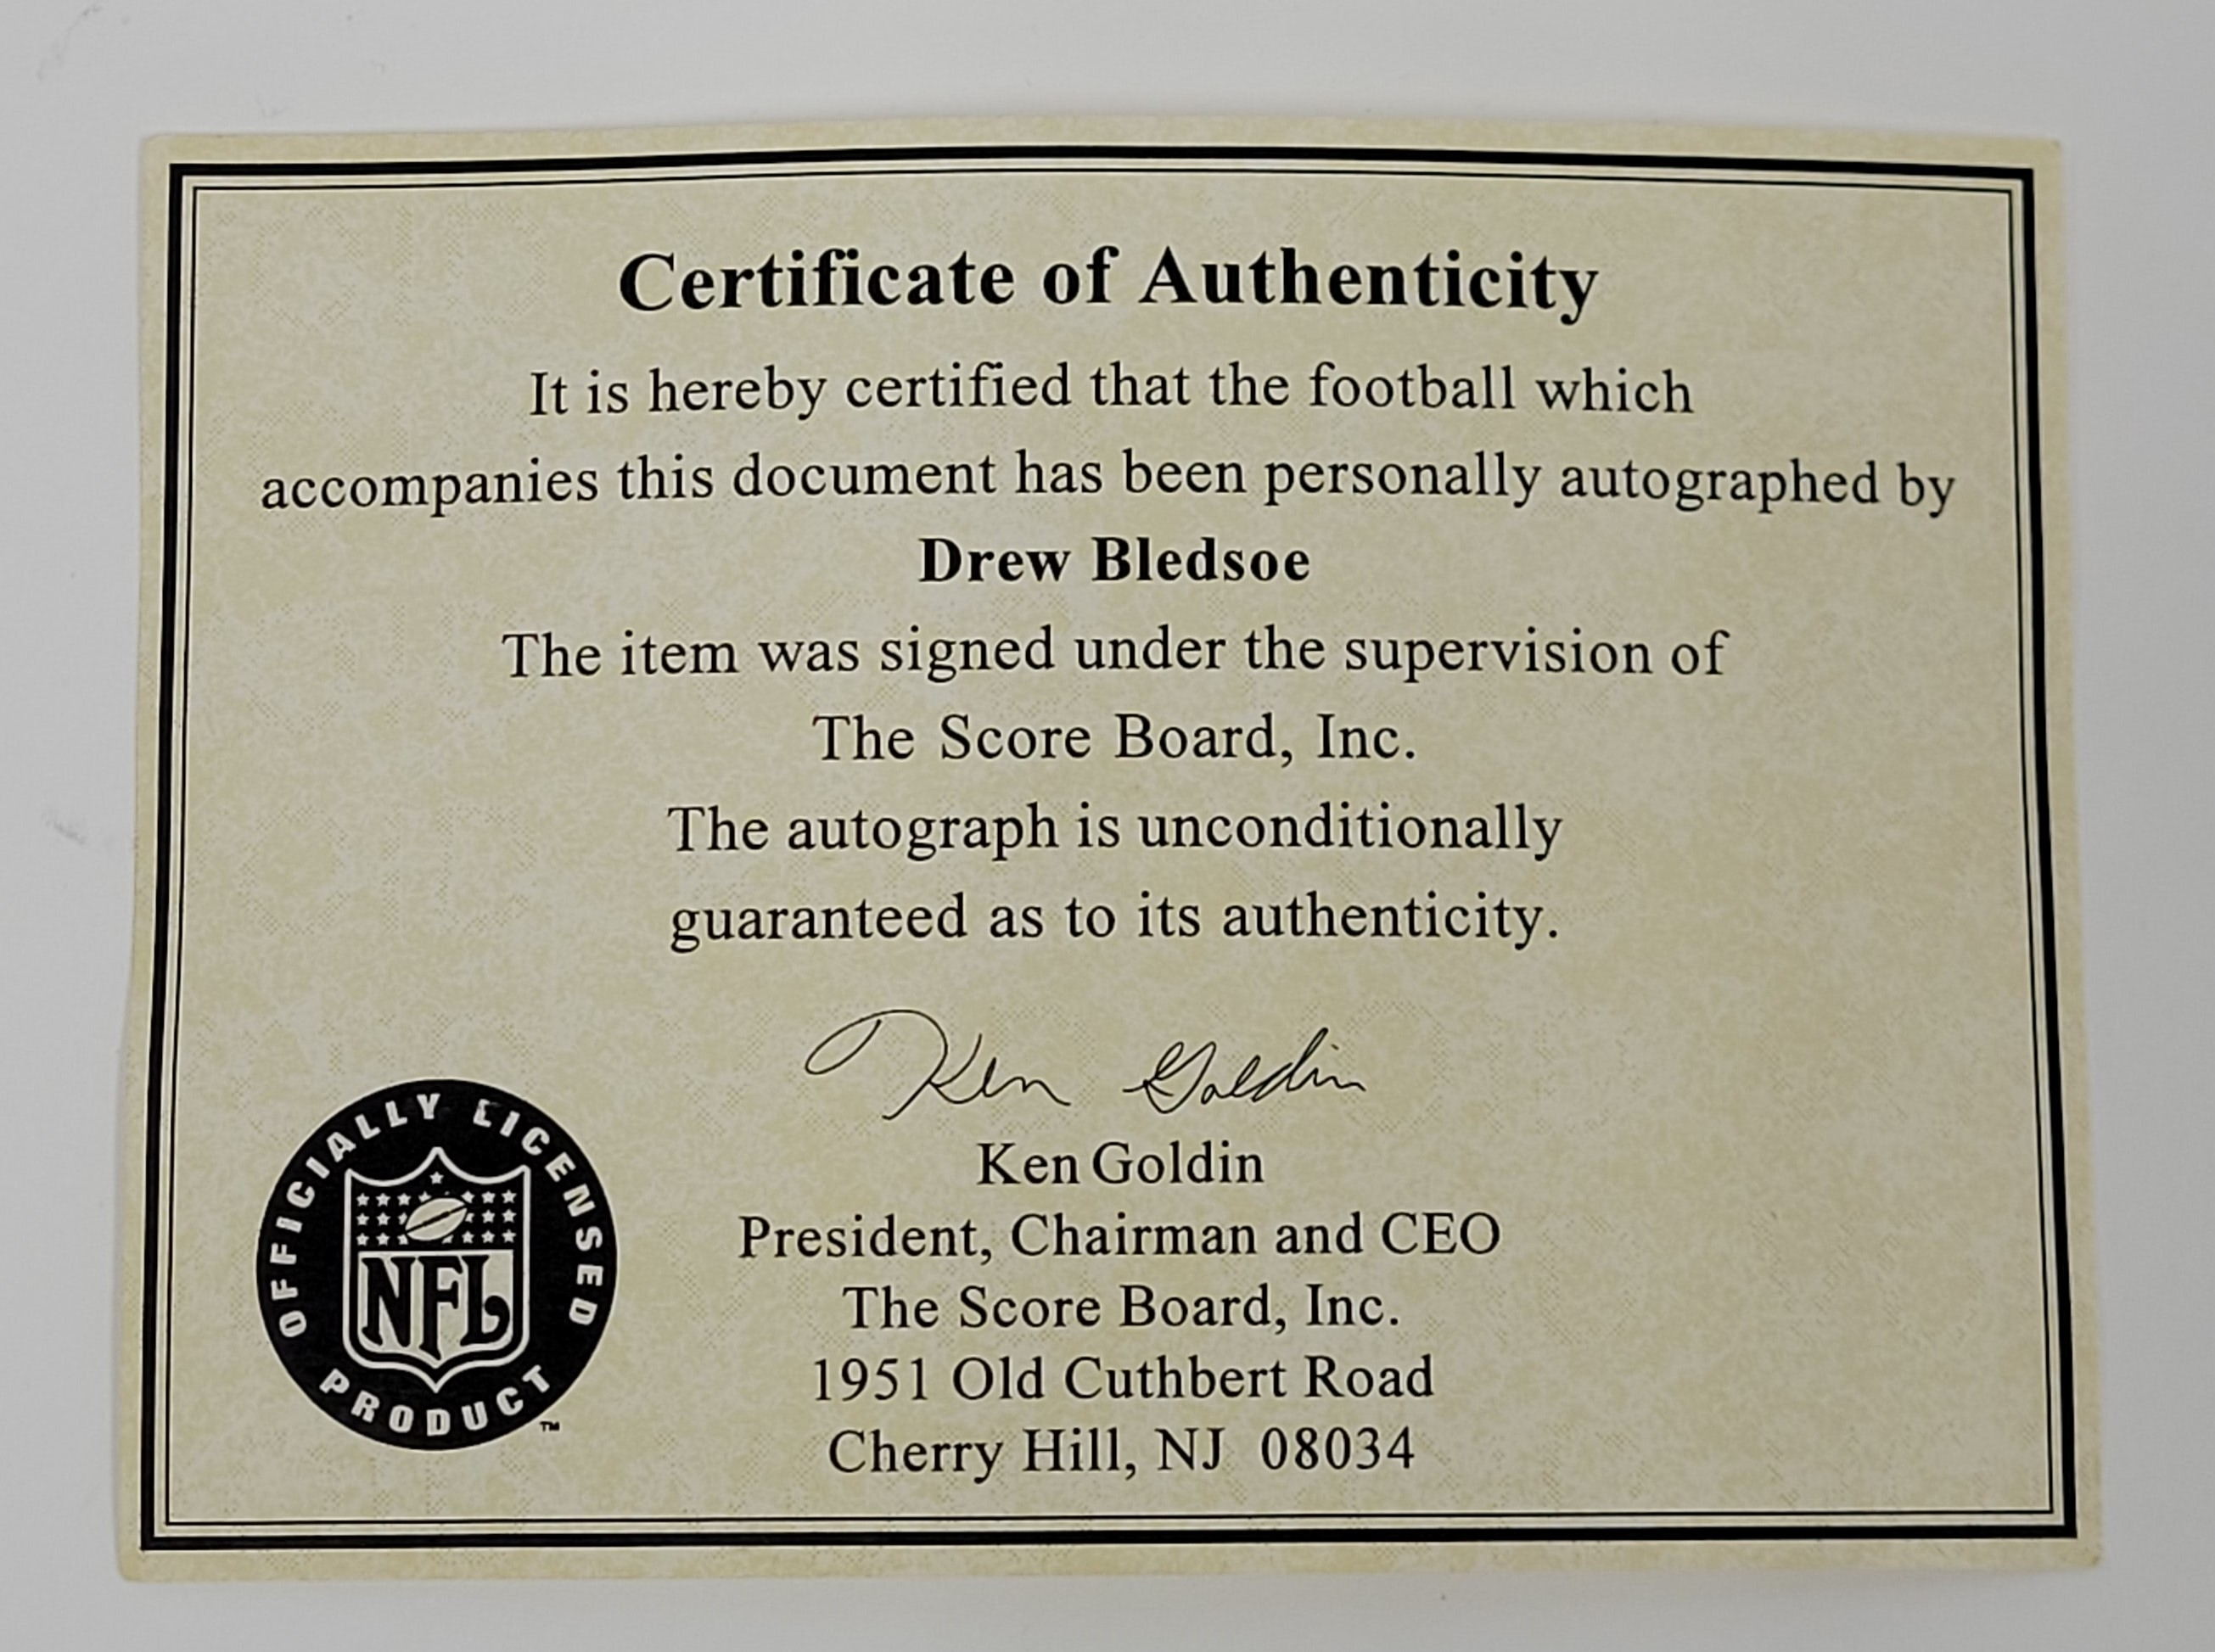 Certificate of Authenticity
It is hereby certified that the football which
accompanies this document has been personally autographed by
Drew Bledsoe
The item was signed under the supervision of
The Score Board, Inc.
The autograph is unconditionally
guaranteed as to its authenticity.
Ken Goldin
Ken Goldin
President, Chairman and CEO
The Score Board, Inc.
1951 Old Cuthbert Road
Cherry Hill, NJ 08034
OFFICIALLY LICENSED
NFL
PRODUCT
TM